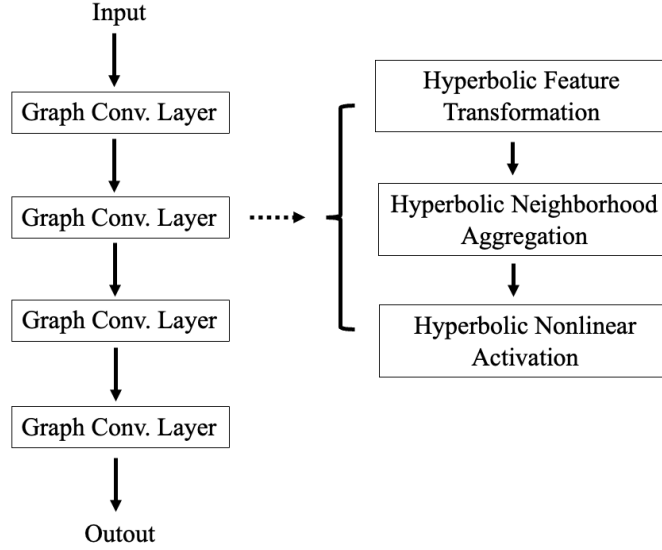 Input
Graph Conv. Layer
Graph Conv. Layer
Graph Conv. Layer
Graph Conv. Layer
Outout
Hyperbolic Feature
Transformation
Hyperbolic Neighborhood
Aggregation
Hyperbolic Nonlinear
Activation